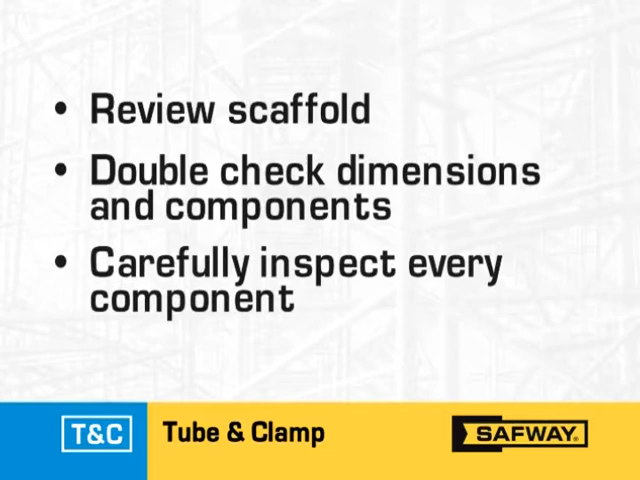 • Review scaffold
• Double check dimensions
and components
• Carefully inspect every
component
T&C Tube & Clamp SAFWAY®